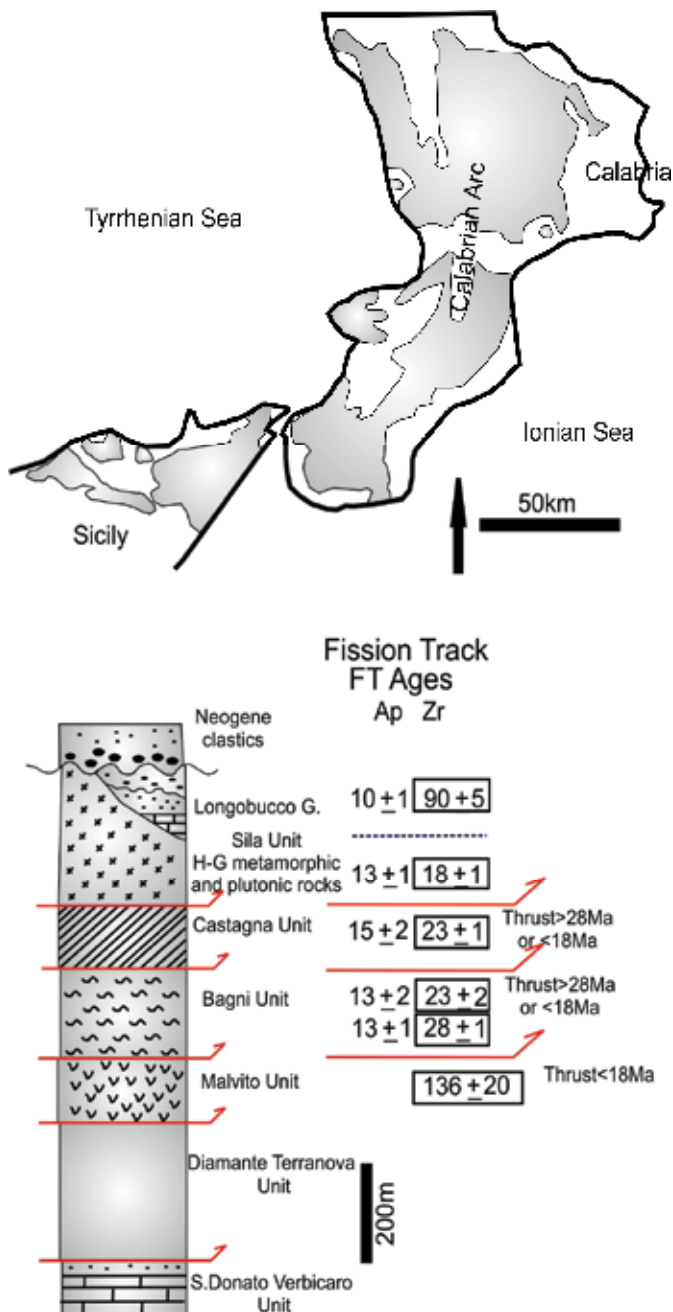 Tyrrhenian Sea
Calabria
Calabrian Arc
Ionian Sea
50km
Sicily
Fission Track
FT Ages
Ap Zr
Neogene
clastics
Longobucco G.
10±1 90±5
Sila Unit
H-G metamorphic
and plutonic rocks
13±1 18±1
Castagna Unit
15±2 23±1
Thrust>28Ma
or <18Ma
Bagni Unit
13±2 23±2
13±1 28±1
Thrust>28Ma
or <18Ma
Malvito Unit
136±20
Thrust<18Ma
Diamante Terranova
Unit
200m
S.Donato Verbicaro
Unit